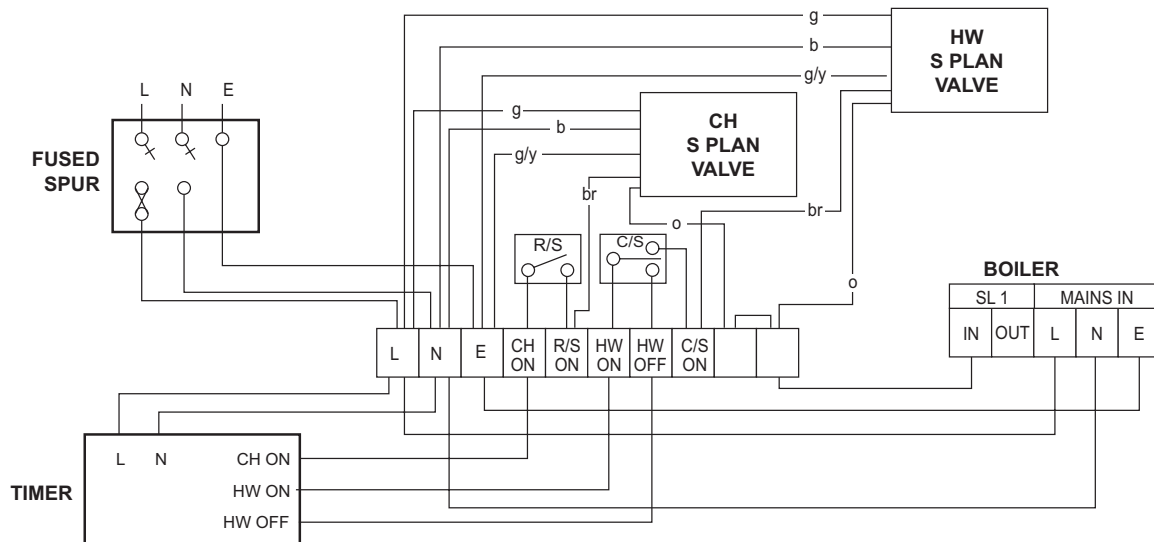 g
HW
S PLAN
VALVE
b
g/y
L N E
g
CH
S PLAN
VALVE
b
FUSED
SPUR
g/y
br
br
o
R/S
C/S
o
BOILER
SL 1 MAINS IN
IN OUT L N E
L N E CH ON R/S ON HW ON HW OFF C/S ON
L N CH ON
TIMER
HW ON
HW OFF